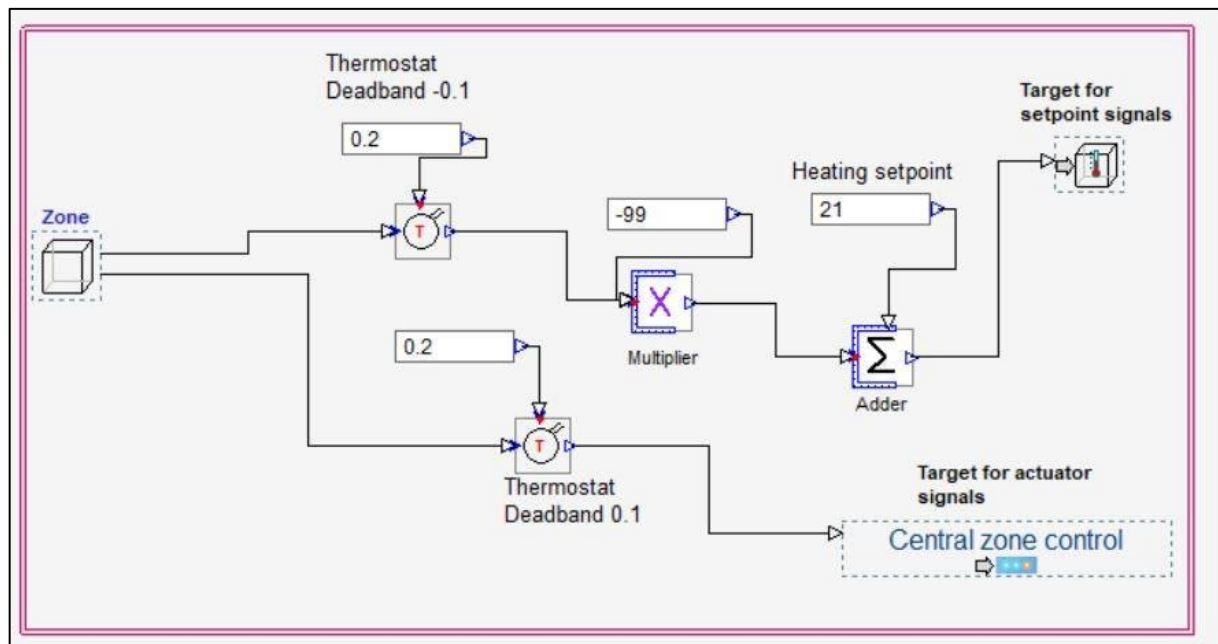 Thermostat
Deadband -0.1
0.2
Target for
setpoint signals
Heating setpoint
21
-99
Zone
T
X
Multiplier
0.2
Σ
Adder
T
Thermostat
Deadband 0.1
Target for actuator
signals
Central zone control